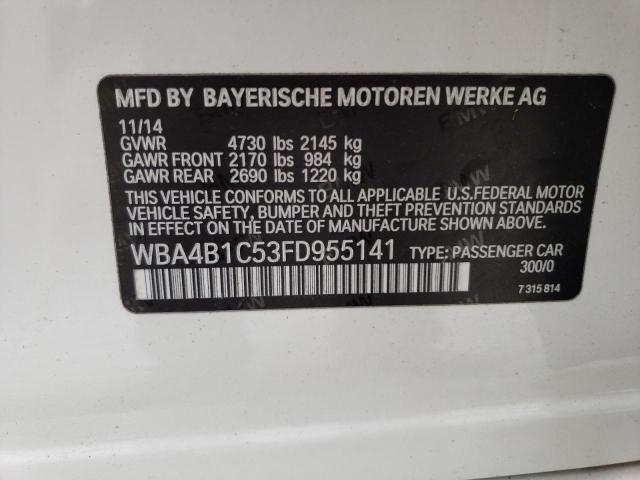 MFD BY BAYERISCHE MOTOREN WERKE AG
11/14
GVWR 4730 lbs 2145 kg
GAWR FRONT 2170 lbs 984 kg
GAWR REAR 2690 lbs 1220 kg
THIS VEHICLE CONFORMS TO ALL APPLICABLE U.S.FEDERAL MOTOR
VEHICLE SAFETY, BUMPER AND THEFT PREVENTION STANDARDS IN
EFFECT ON THE DATE OF MANUFACTURE SHOWN ABOVE.
WBA4B1C53FD955141 TYPE: PASSENGER CAR
300/0
7 315 814